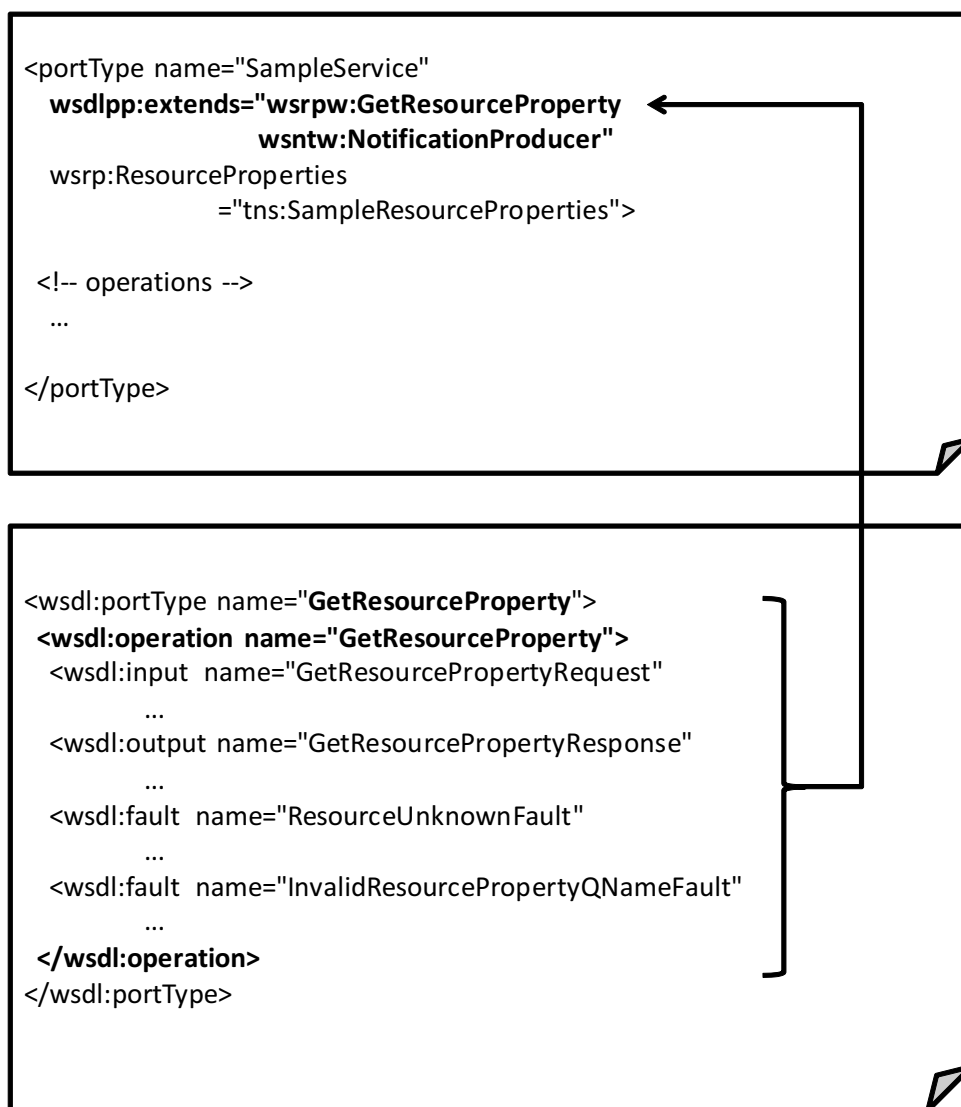 <portType name="SampleService"
wsdlpp:extends="wsrpw:GetResourceProperty
wsntw:NotificationProducer"
wsrp:ResourceProperties
="tns:SampleResourceProperties">
<!-- operations -->
...
</portType>
<wsdl:portType name="GetResourceProperty">
<wsdl:operation name="GetResourceProperty">
<wsdl:input name="GetResourcePropertyRequest"
...
<wsdl:output name="GetResourcePropertyResponse"
...
<wsdl:fault name="ResourceUnknownFault"
...
<wsdl:fault name="InvalidResourcePropertyQNameFault"
...
</wsdl:operation>
</wsdl:portType>